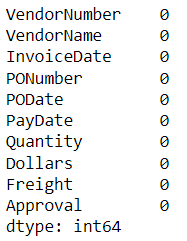 VendorNumber 0
VendorName 0
InvoiceDate 0
PONumber 0
PODate 0
PayDate 0
Quantity 0
Dollars 0
Freight 0
Approval 0
dtype: int64